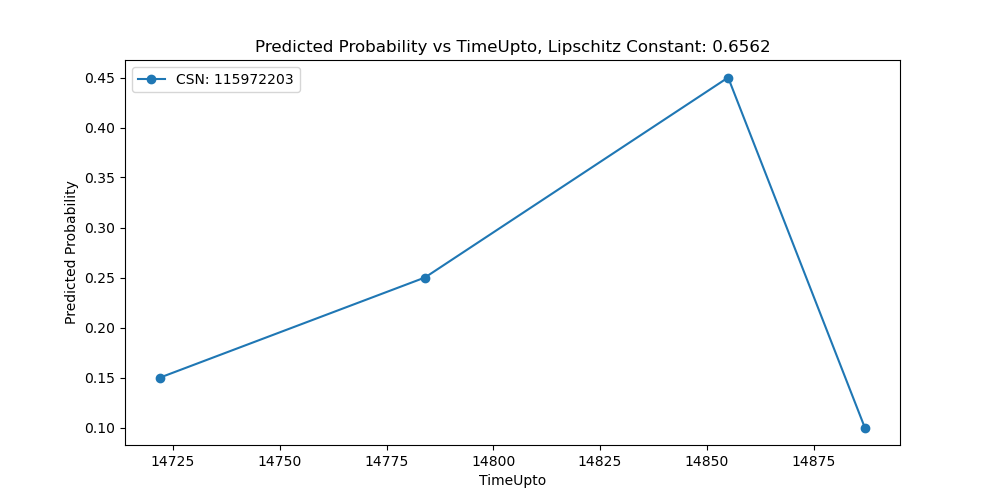 Predicted Probability vs TimeUpto, Lipschitz Constant: 0.6562
CSN: 115972203
Predicted Probability
0.45
0.40
0.35
0.30
0.25
0.20
0.15
0.10
14725 14750 14775 14800 14825 14850 14875
TimeUpto